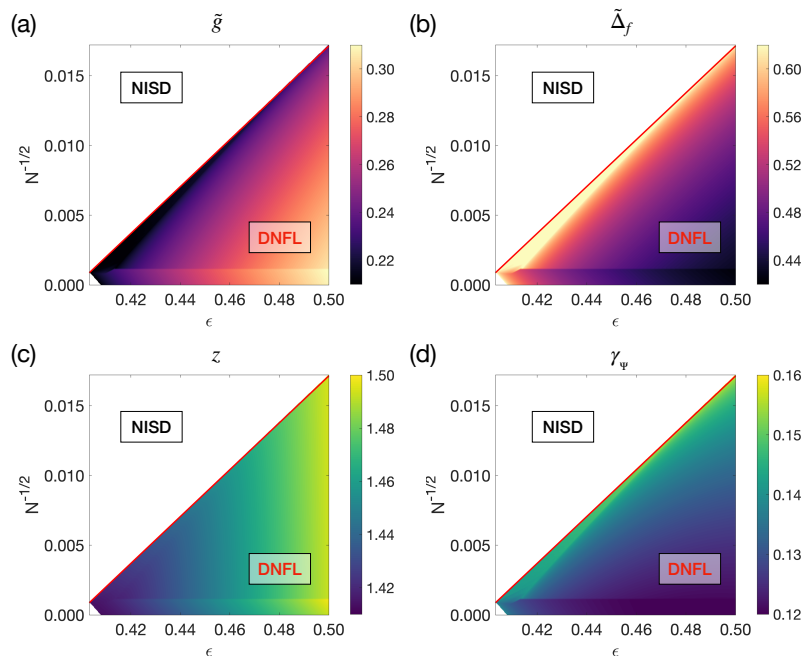 (a)
g̃
0.015
0.010
0.005
0.000
N^{-1/2}
NISD
DNFL
0.42 0.44 0.46 0.48 0.50
ϵ
0.30
0.28
0.26
0.24
0.22
(b)
Δ̃_f
0.015
0.010
0.005
0.000
N^{-1/2}
NISD
DNFL
0.42 0.44 0.46 0.48 0.50
ϵ
0.60
0.56
0.52
0.48
0.44
(c)
z
0.015
0.010
0.005
0.000
N^{-1/2}
NISD
DNFL
0.42 0.44 0.46 0.48 0.50
ϵ
1.50
1.48
1.46
1.44
1.42
(d)
γ_Ψ
0.015
0.010
0.005
0.000
N^{-1/2}
NISD
DNFL
0.42 0.44 0.46 0.48 0.50
ϵ
0.16
0.15
0.14
0.13
0.12